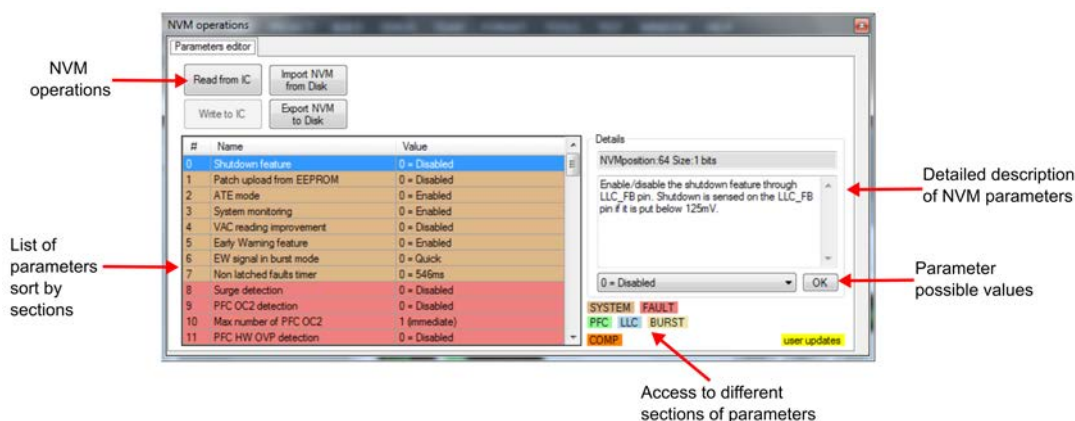 NVM operations
Parameters editor
NVM
operations
Read from IC
Import NVM
from Disk
Write to IC
Export NVM
to Disk
# Name Value
0 Shutdown feature 0 = Disabled
1 Patch upload from EEPROM 0 = Disabled
2 ATE mode 0 = Enabled
3 System monitoring 0 = Enabled
4 VAC reading improvement 0 = Disabled
5 Early Warning feature 0 = Enabled
6 EW signal in burst mode 0 = Quick
7 Non latched faults timer 0 = 546ms
8 Surge detection 0 = Disabled
9 PFC OC2 detection 0 = Disabled
10 Max number of PFC OC2 1 (immediate)
11 PFC HW OVP detection 0 = Disabled
List of
parameters
sort by
sections
Details
NVMposition:64 Size:1 bits
Enable/disable the shutdown feature through
LLC_FB pin. Shutdown is sensed on the LLC_FB
pin if it is put below 125mV.
0 = Disabled OK
SYSTEM FAULT
PFC LLC BURST
COMP user updates
Detailed description
of NVM parameters
Parameter
possible values
Access to different
sections of parameters